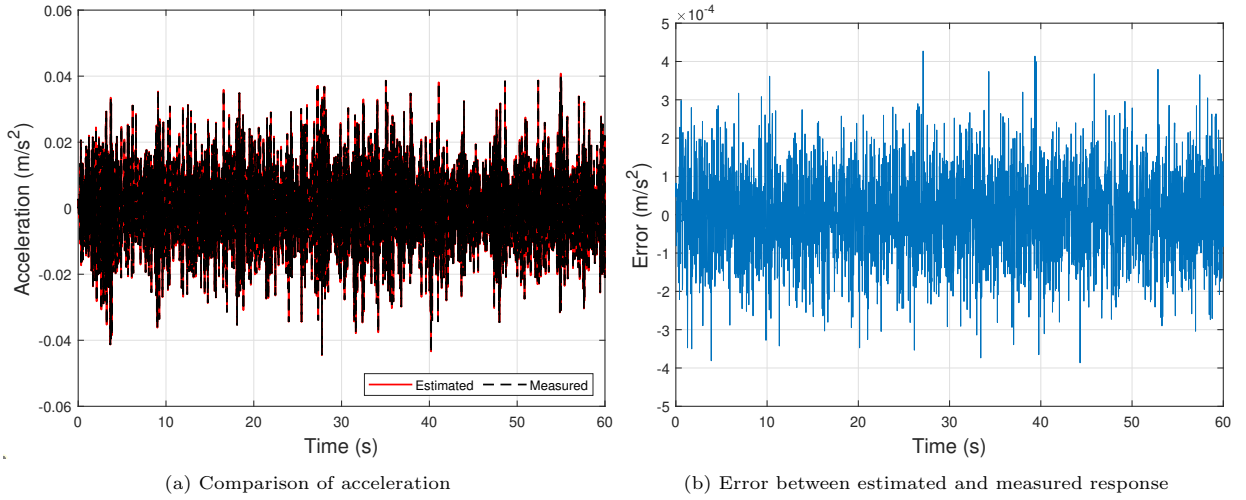 0.06
0.04
0.02
0
-0.02
-0.04
-0.06
Acceleration (m/s²)
0 10 20 30 40 50 60
Time (s)
Estimated Measured
(a) Comparison of acceleration
×10⁻⁴
5
4
3
2
1
0
-1
-2
-3
-4
-5
Error (m/s²)
0 10 20 30 40 50 60
Time (s)
(b) Error between estimated and measured response